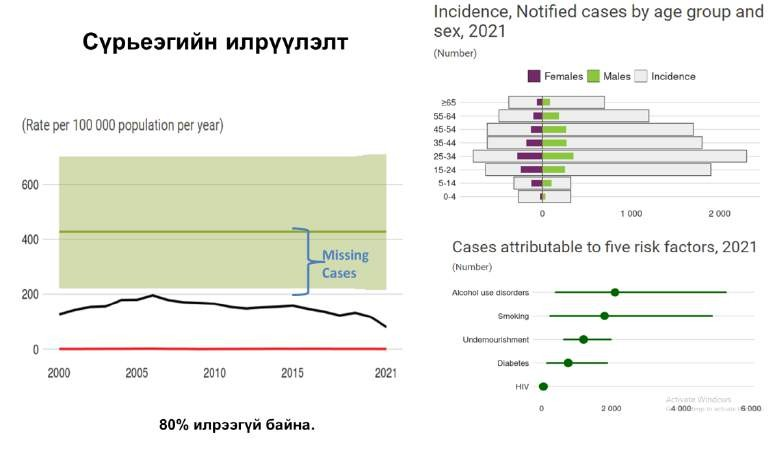 Сүрьеэгийн илрүүлэлт
(Rate per 100 000 population per year)
600
400
200
0
Missing
Cases
2000
2005
2010
2015
2021
80% илрээгүй байна.
Incidence, Notified cases by age group and
sex, 2021
(Number)
Females Males Incidence
≥65
55-64
45-54
35-44
25-34
15-24
5-14
0-4
0
1 000
2 000
Cases attributable to five risk factors, 2021
(Number)
Alcohol use disorders
Smoking
Undernourishment
Diabetes
HIV
Activate Windows
0
2 000
4 000
6 000